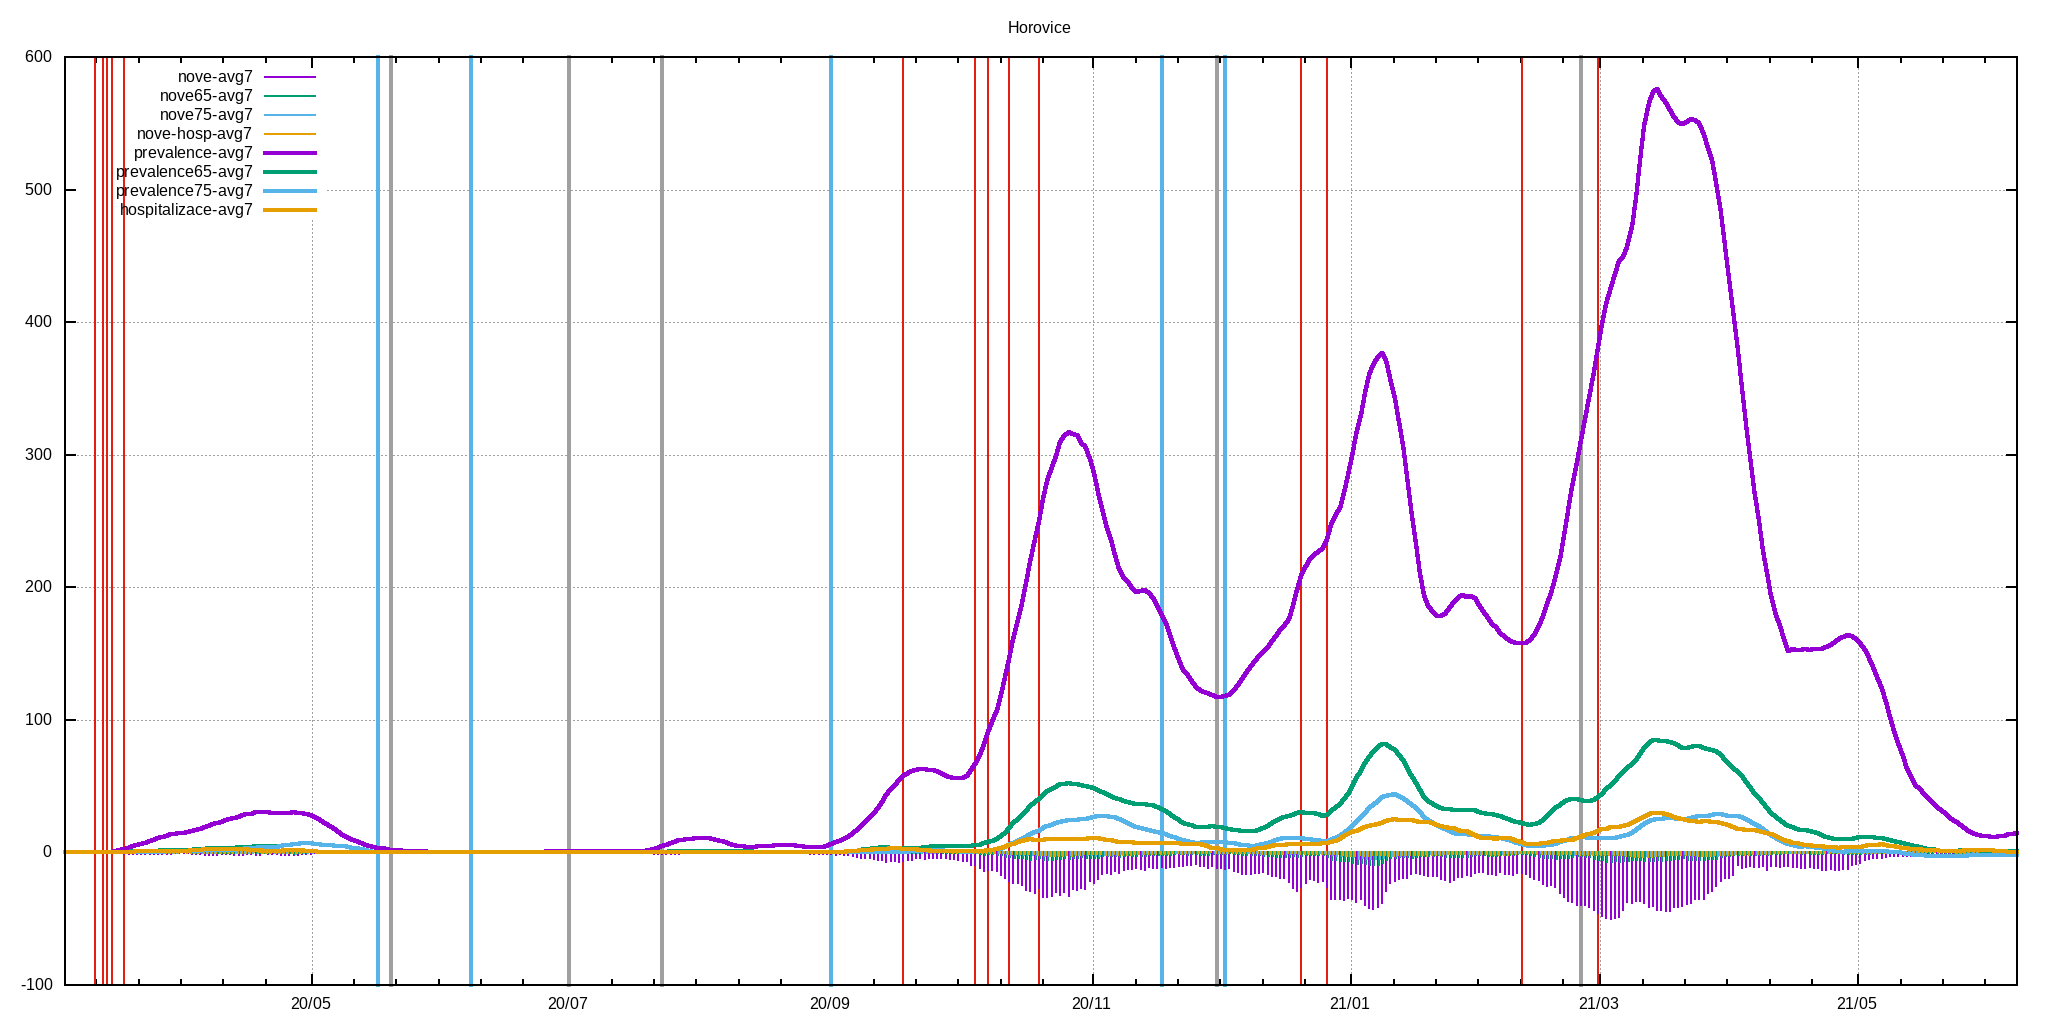 Horovice
600
500
400
300
200
100
0
-100
nove-avg7
nove65-avg7
nove75-avg7
nove-hosp-avg7
prevalence-avg7
prevalence65-avg7
prevalence75-avg7
hospitalizace-avg7
20/05 20/07 20/09 20/11 21/01 21/03 21/05